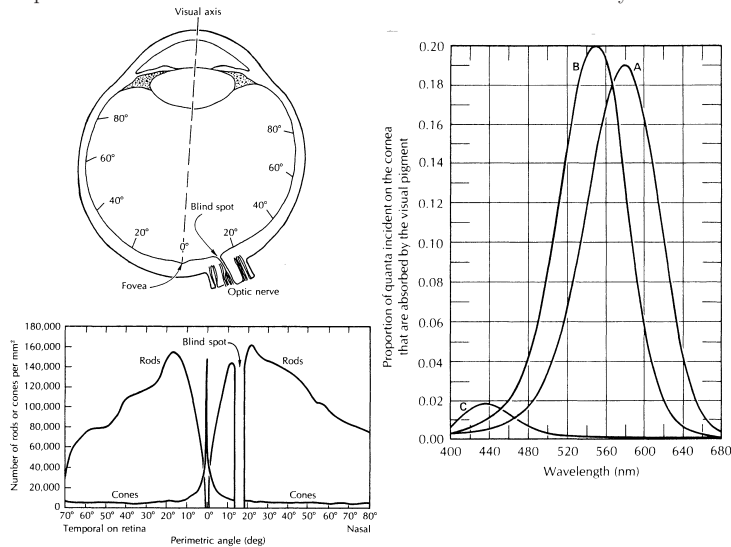 Visual axis
80°
80°
60°
60°
40°
40°
Blind spot
20°
0°
20°
Fovea
Optic nerve
180,000
160,000
140,000
120,000
100,000
80,000
60,000
40,000
20,000
0
Number of rods or cones per mm²
Blind spot
Rods
Rods
Cones
Cones
70° 60° 50° 40° 30° 20° 10° 0° 10° 20° 30° 40° 50° 60° 70° 80°
Temporal on retina
Nasal
Perimetric angle (deg)
0.20
0.18
0.16
0.14
0.12
0.10
0.08
0.06
0.04
0.02
0.00
Proportion of quanta incident on the cornea
that are absorbed by the visual pigment
B
A
C
400 440 480 520 560 600 640 680
Wavelength (nm)